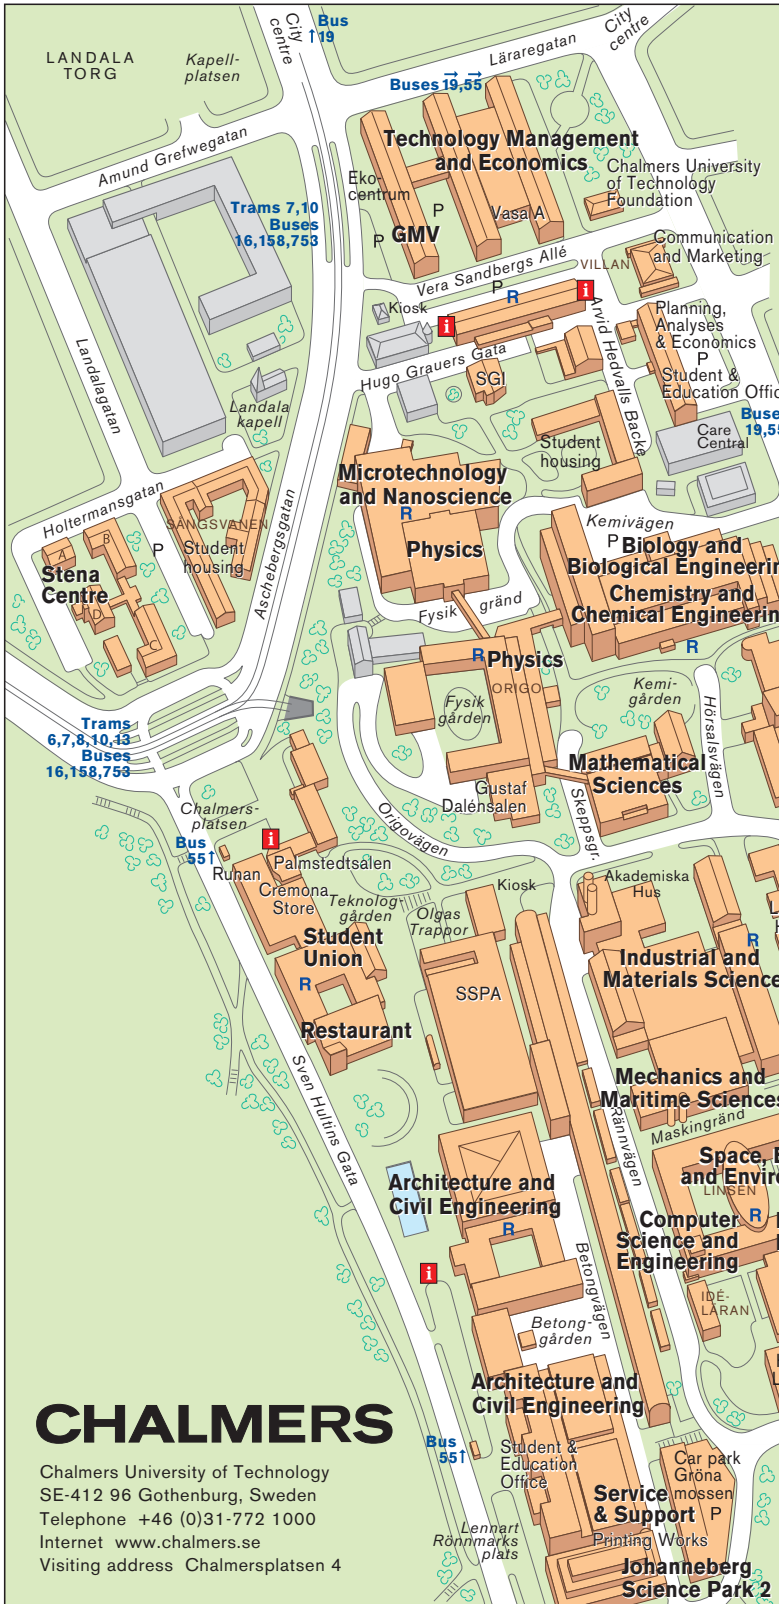 City
centre
Bus
↑19
City
centre
LANDALA
TORG
Kapell-
platsen
Läraregatan
Buses 19,55
Amund Grefwegatan
Technology Management
and Economics
Eko-
centrum
Chalmers University
of Technology
Foundation
Trams 7,10
Buses
16,158,753
P
Vasa A
P
GMV
Communication
and Marketing
Vera Sandbergs Allé
VILLAN
P
R
i
Kiosk
i
Arvid Hedvalls Backe
Planning,
Analyses
& Economics
P
Landalagatan
Hugo Grauers Gata
SGI
Student &
Education Offic
Landala
kapell
Buse
19,55
Care
Central
Student
housing
Microtechnology
and Nanoscience
R
Holtermansgatan
SÅNGSVANEN
Student
housing
P
A
B
Stena
Centre
D
C
Aschebergsgatan
Physics
Kemivägen
P
Biology and
Biological Engineerin
Chemistry and
Chemical Engineerin
R
Fysik gränd
R
Physics
ORIGO
Fysik
gården
Kemi-
gården
Hörsalsvägen
Trams
6,7,8,10,13
Buses
16,158,753
Mathematical
Sciences
Gustaf
Dalénsalen
Skeppsgr.
Chalmers-
platsen
Origovägen
i
Bus
55↑
Runan
Palmstedtsalen
Cremona
Store
Teknolog-
gården
Olgas
Trappor
Kiosk
Akademiska
Hus
Student
Union
R
R
Industrial and
Materials Science
SSPA
Restaurant
Sven Hultins Gata
Mechanics and
Maritime Sciences
Rännvägen
Maskingränd
Space, E
and Enviro
LINSEN
R
Architecture and
Civil Engineering
R
Computer
Science and
Engineering
i
Betongvägen
IDÉ-
LÄRAN
Betong-
gården
Architecture and
Civil Engineering
Bus
55↑
Student &
Education
Office
Car park
Gröna
mossen
P
Service
& Support
Printing Works
Lennart
Rönnmarks
plats
Johanneberg
Science Park 2
CHALMERS
Chalmers University of Technology
SE-412 96 Gothenburg, Sweden
Telephone +46 (0)31-772 1000
Internet www.chalmers.se
Visiting address Chalmersplatsen 4